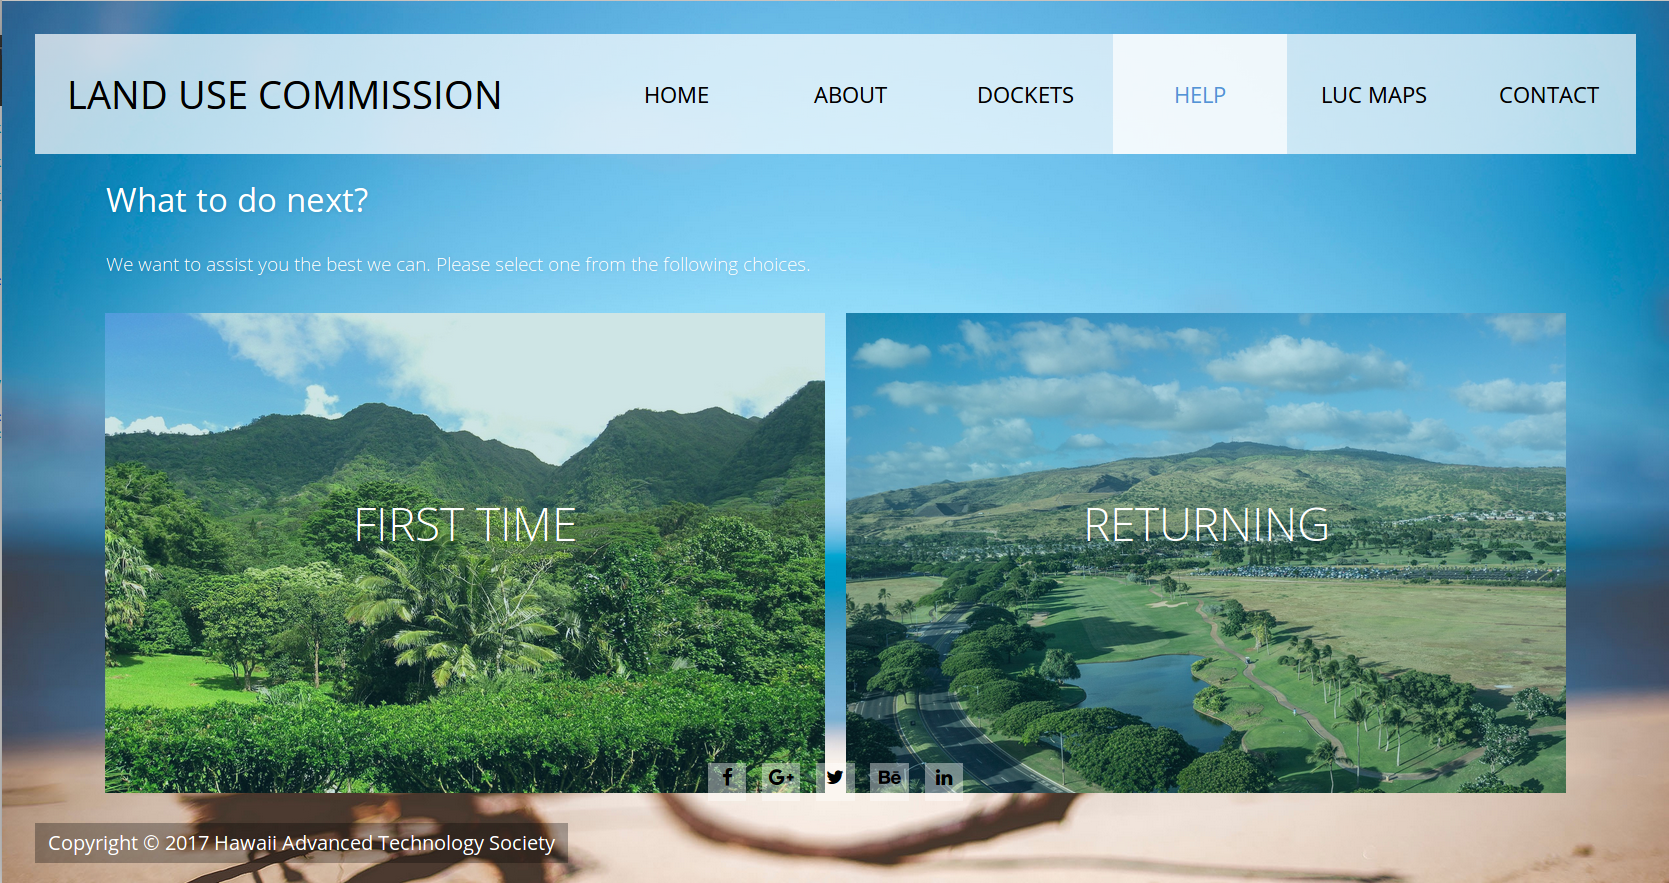 LAND USE COMMISSION
HOME ABOUT DOCKETS HELP LUC MAPS CONTACT
What to do next?
We want to assist you the best we can. Please select one from the following choices.
FIRST TIME
RETURNING
f G+ Bē in
Copyright © 2017 Hawaii Advanced Technology Society